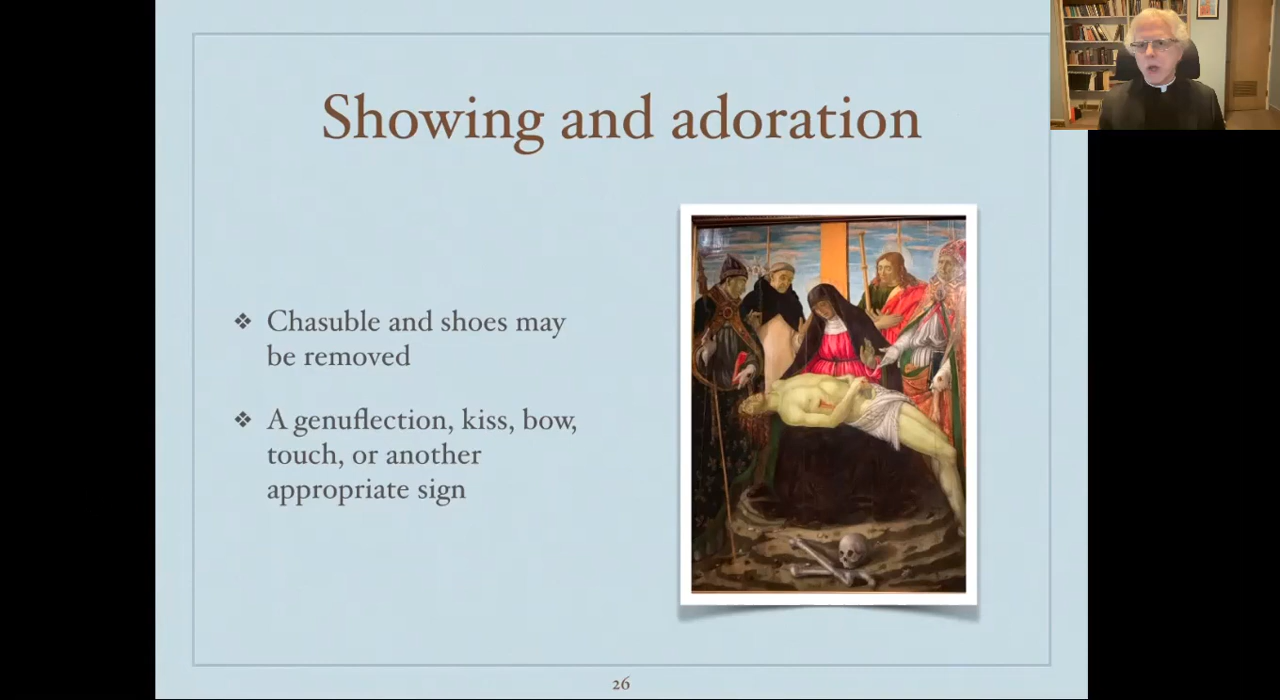 Showing and adoration
❖ Chasuble and shoes may
be removed
❖ A genuflection, kiss, bow,
touch, or another
appropriate sign
26